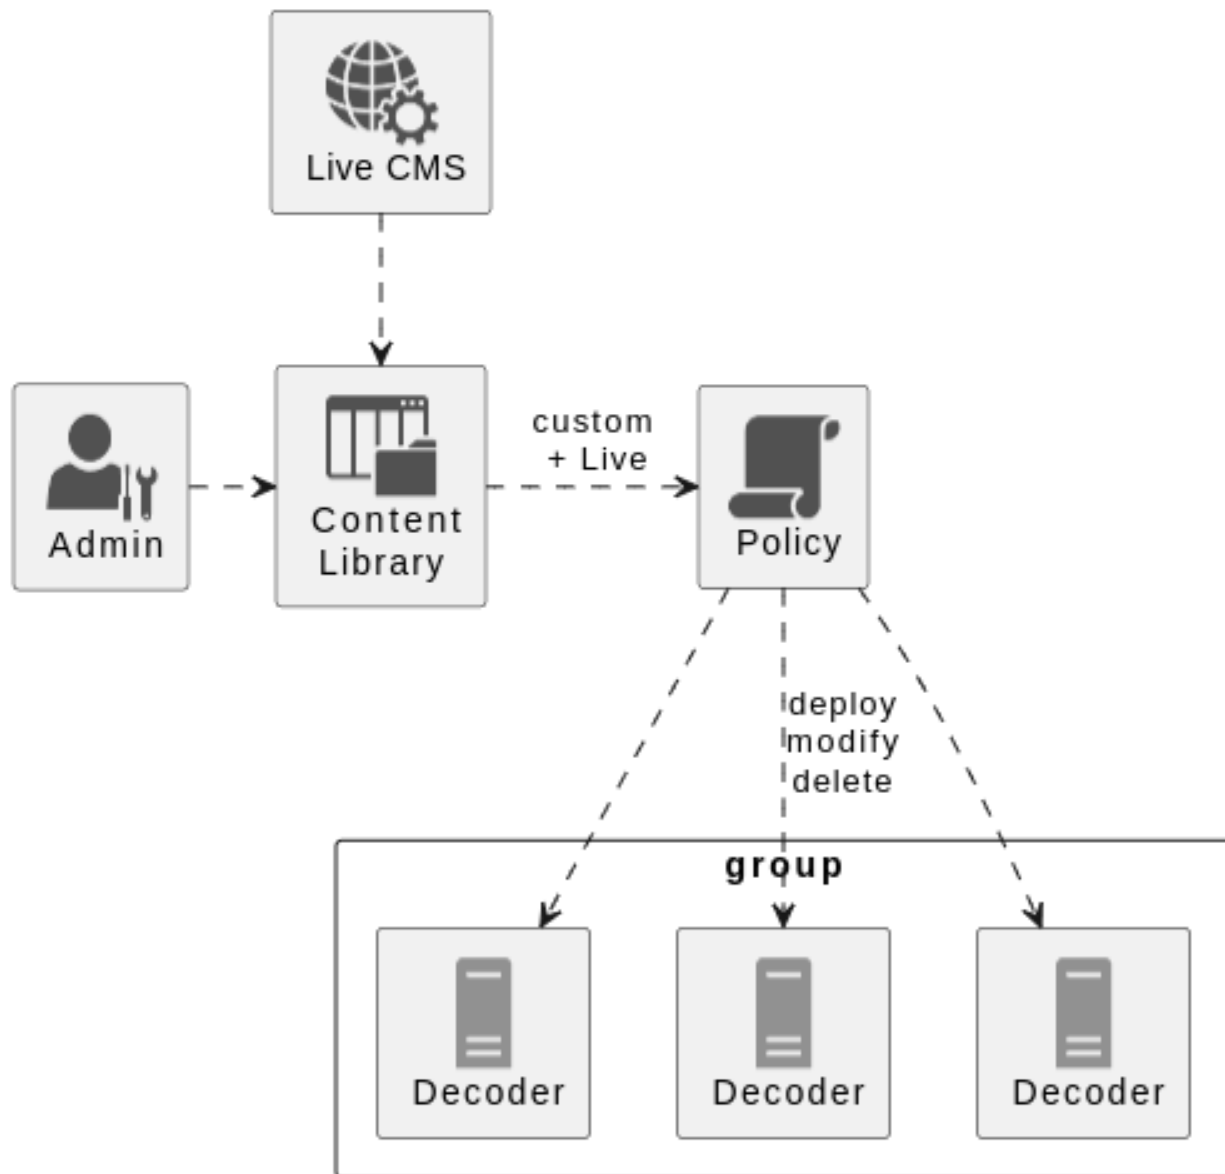 Live CMS
custom
+ Live
Admin
Content
Library
Policy
deploy
modify
delete
group
Decoder
Decoder
Decoder